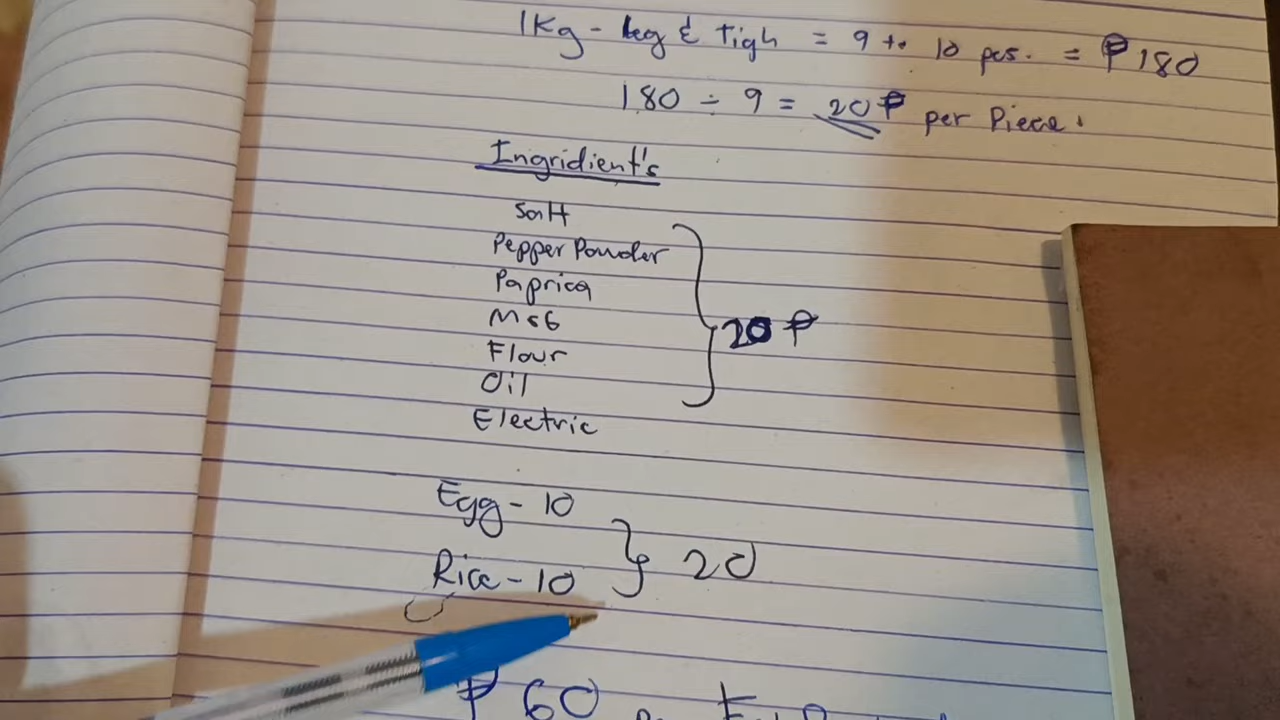 1Kg - leg & Tigh = 9 to 10 pcs. = ₱180
180 ÷ 9 = 20₱ per Piece.
Ingridient's
Salt
Pepper Powder
Paprica
MSG
Flour
Oil
20 ₱
Electric
Egg - 10
Rice - 10
20
₱ 60